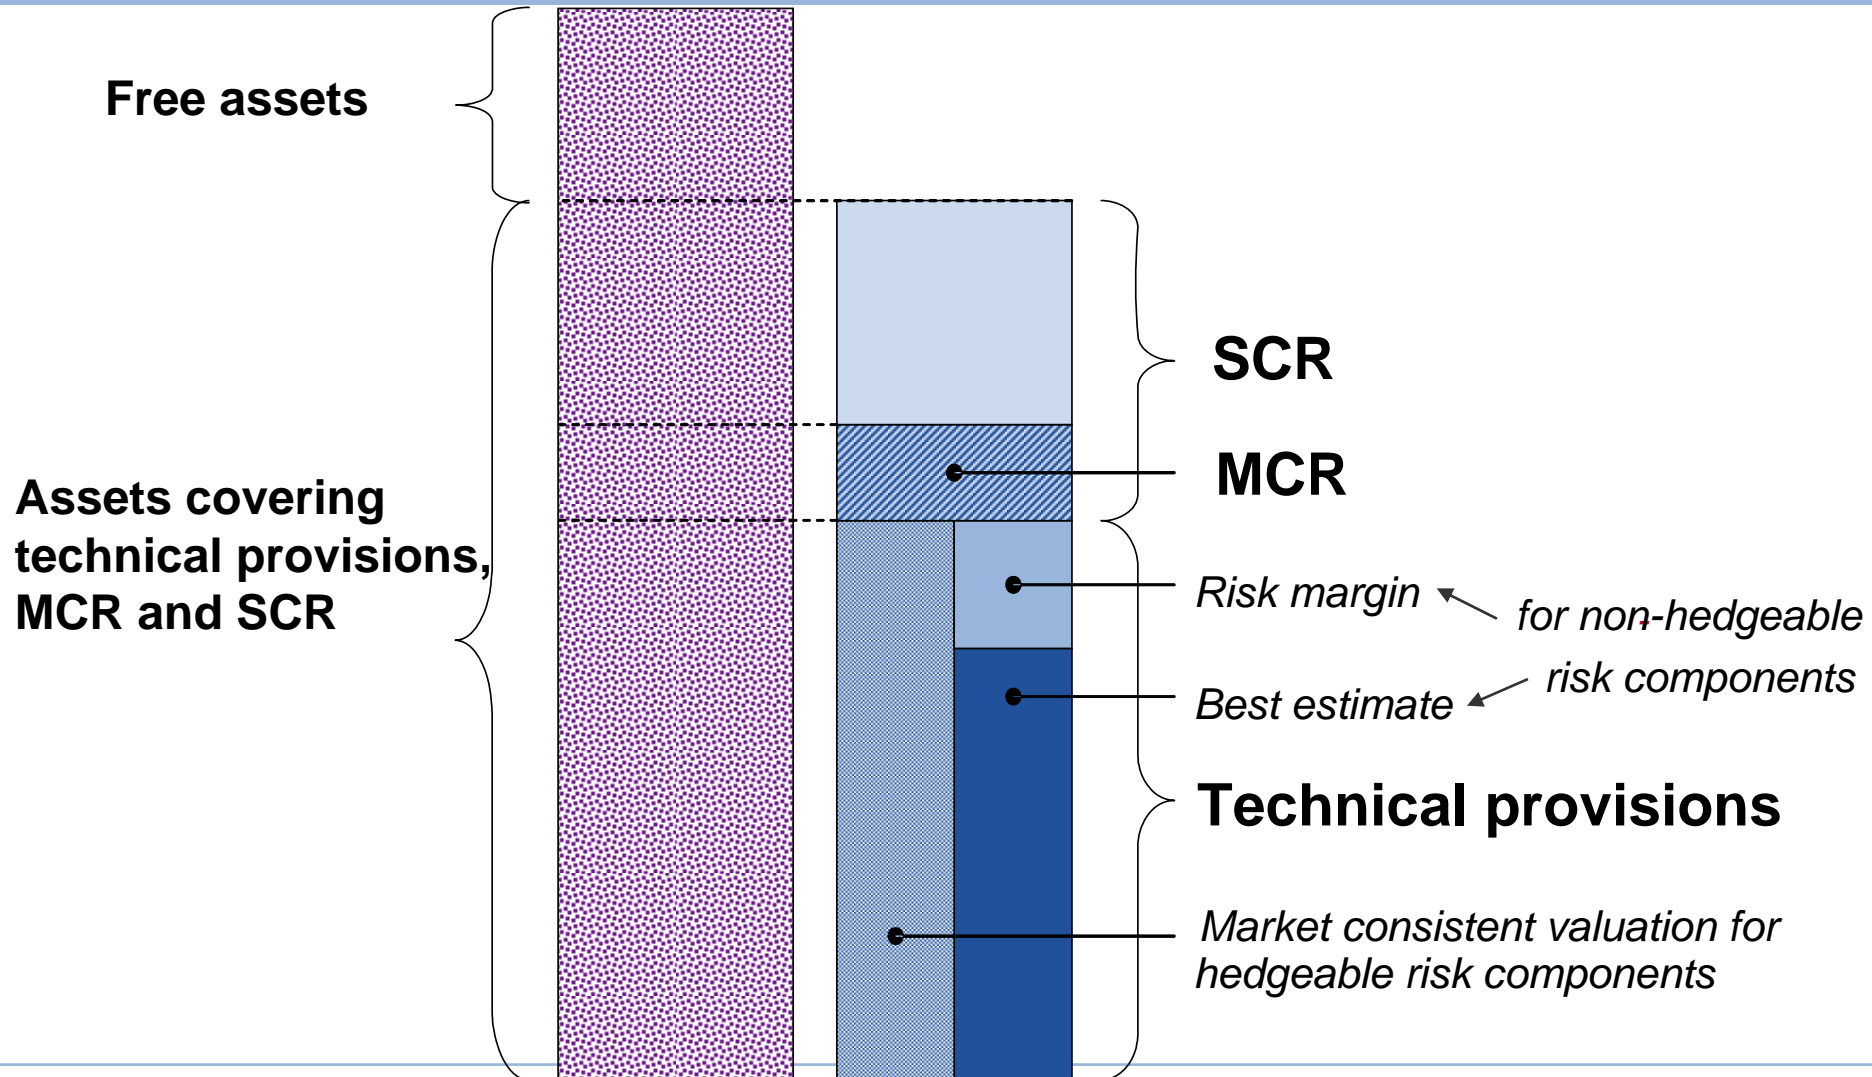 Free assets
Assets covering
technical provisions,
MCR and SCR
SCR
MCR
Risk margin
for non-hedgeable
risk components
Best estimate
Technical provisions
Market consistent valuation for
hedgeable risk components